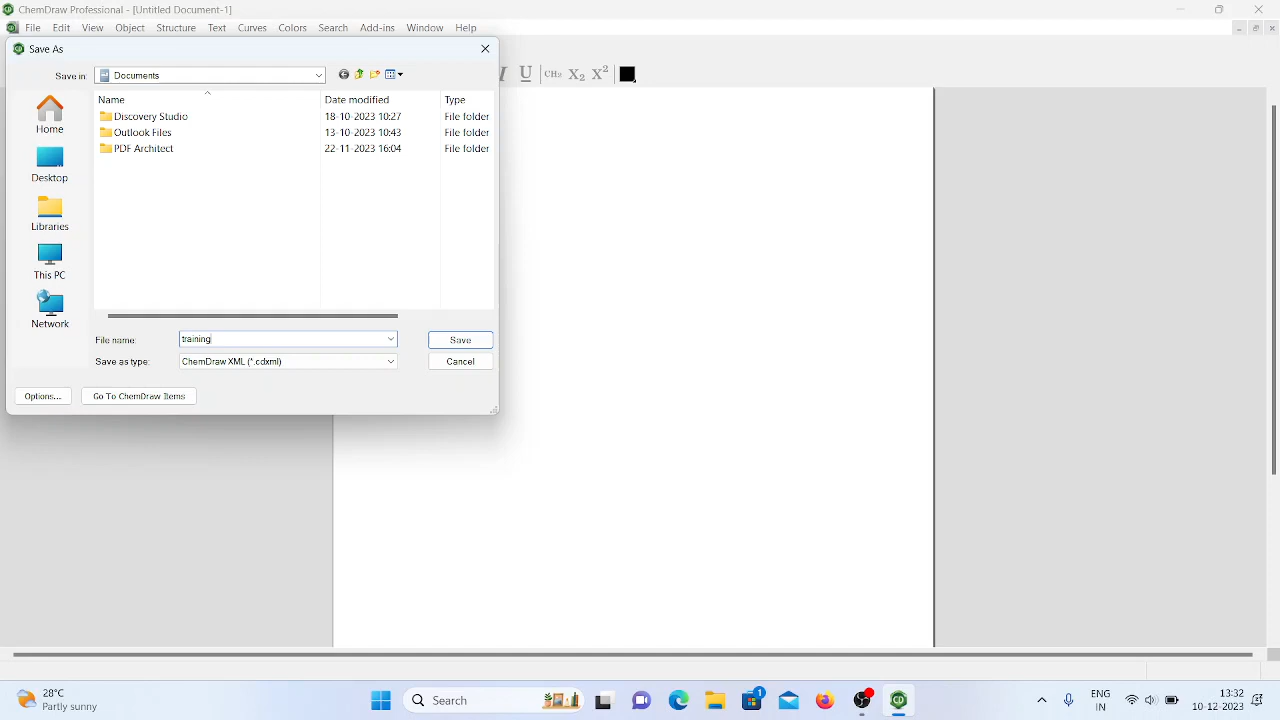 ChemDraw Professional - [Untitled Document-1]
File Edit View Object Structure Text Curves Colors Search Add-ins Window Help
Save As
Save in: Documents
I U CH2 X2 X2
Name Date modified Type
Discovery Studio 18-10-2023 10:27 File folder
Outlook Files 13-10-2023 10:43 File folder
PDF Architect 22-11-2023 16:04 File folder
Home
Desktop
Libraries
This PC
Network
File name: training Save
Save as type: ChemDraw XML (*.cdxml) Cancel
Options... Go To ChemDraw Items
28°C
Partly sunny
Search
1
ENG
IN
13:32
10-12-2023